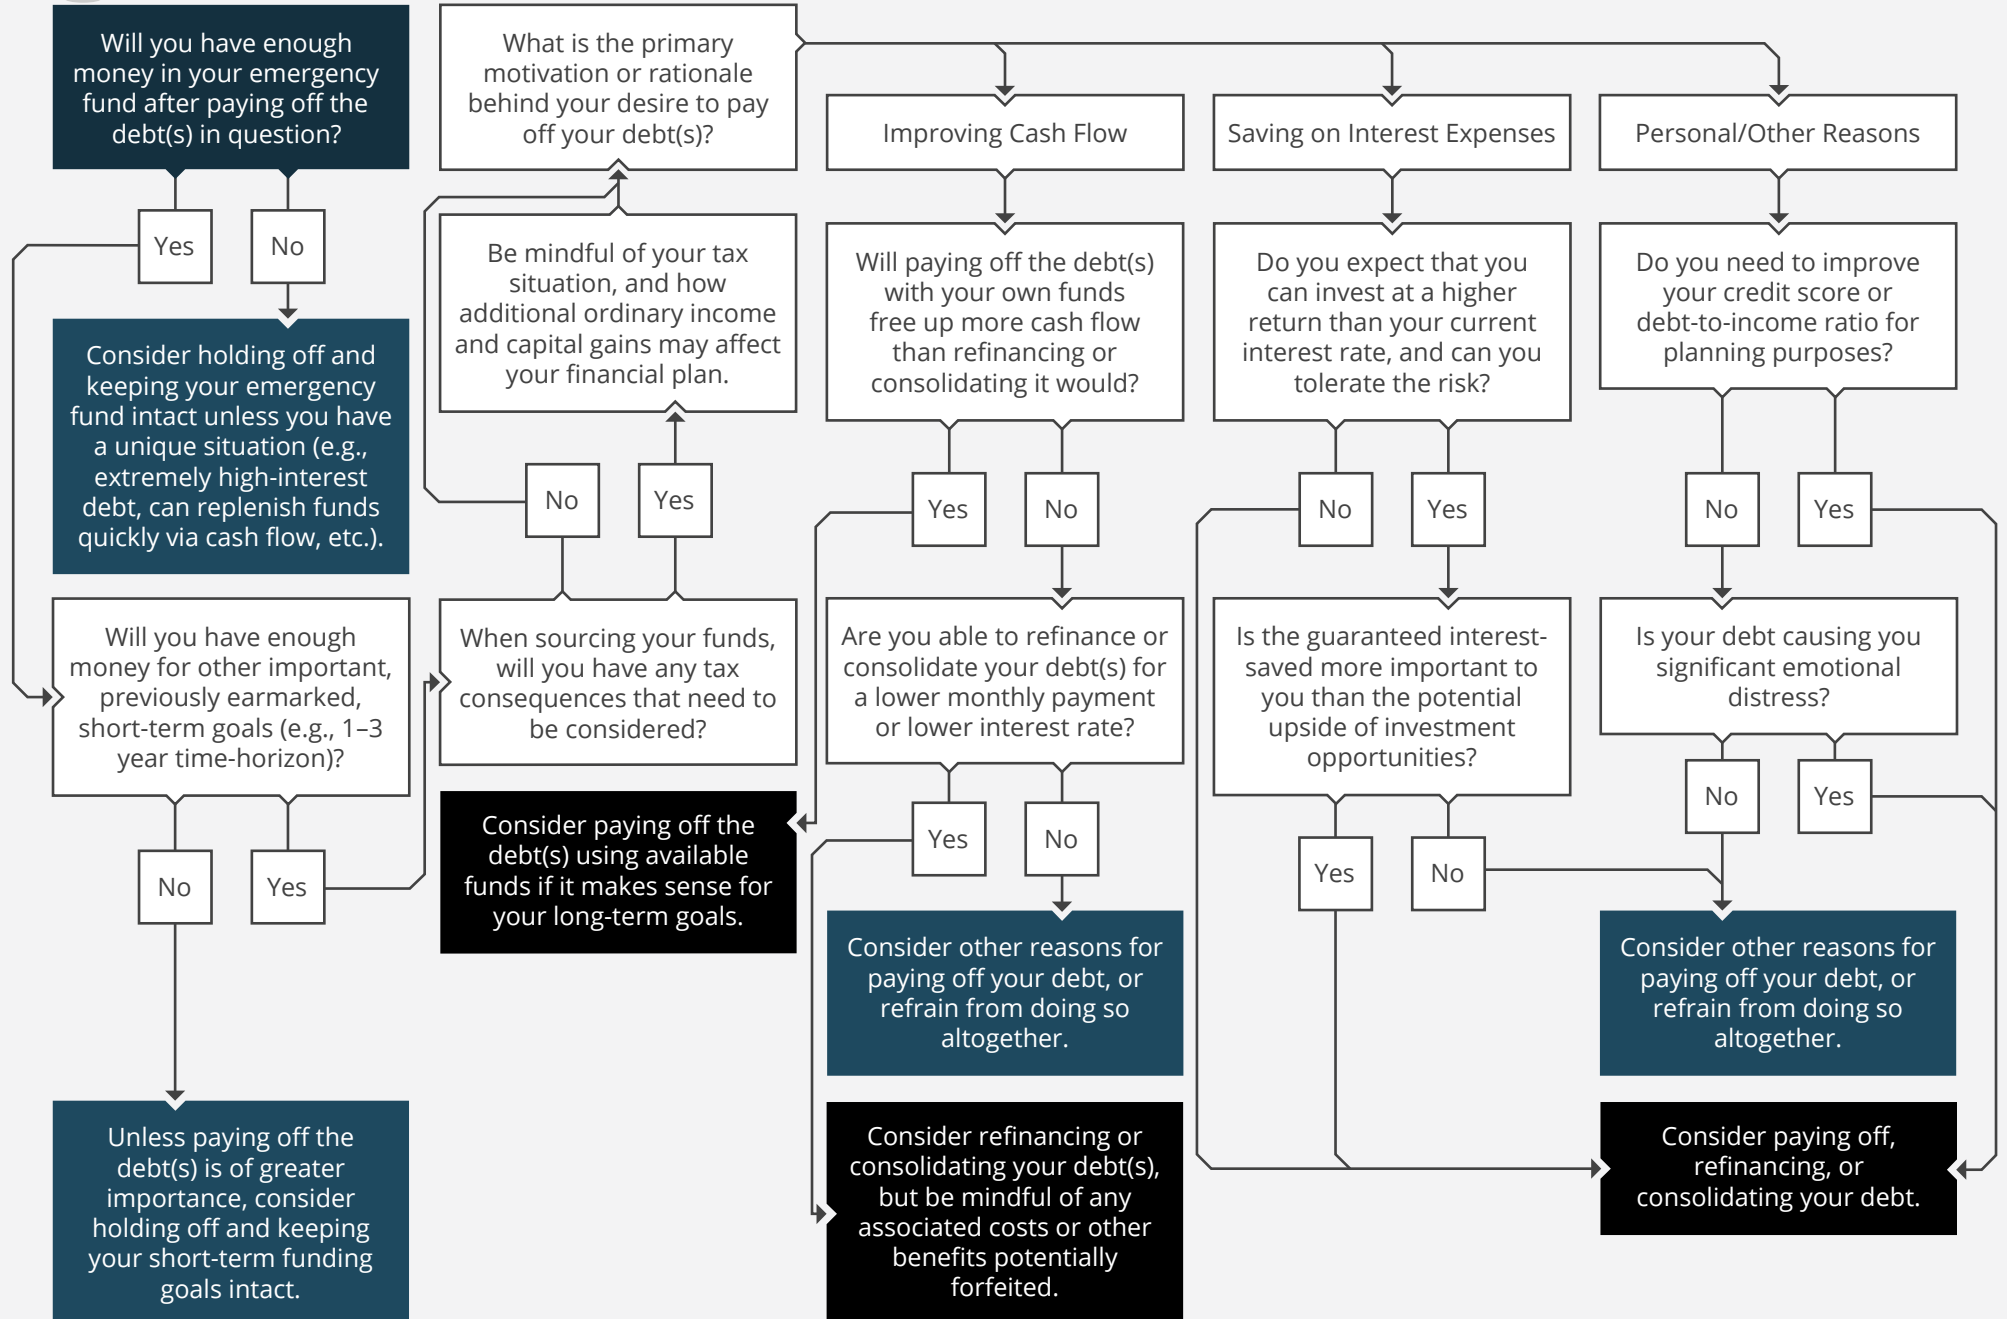 Will you have enough
money in your emergency
fund after paying off the
debt(s) in question?
Yes
No
Consider holding off and
keeping your emergency
fund intact unless you have
a unique situation (e.g.,
extremely high-interest
debt, can replenish funds
quickly via cash flow, etc.).
Will you have enough
money for other important,
previously earmarked,
short-term goals (e.g., 1–3
year time-horizon)?
No
Yes
Unless paying off the
debt(s) is of greater
importance, consider
holding off and keeping
your short-term funding
goals intact.
When sourcing your funds,
will you have any tax
consequences that need to
be considered?
No
Yes
Be mindful of your tax
situation, and how
additional ordinary income
and capital gains may affect
your financial plan.
What is the primary
motivation or rationale
behind your desire to pay
off your debt(s)?
Improving Cash Flow
Will paying off the debt(s)
with your own funds
free up more cash flow
than refinancing or
consolidating it would?
Yes
No
Consider paying off the
debt(s) using available
funds if it makes sense for
your long-term goals.
Are you able to refinance or
consolidate your debt(s) for
a lower monthly payment
or lower interest rate?
Yes
No
Consider other reasons for
paying off your debt, or
refrain from doing so
altogether.
Consider refinancing or
consolidating your debt(s),
but be mindful of any
associated costs or other
benefits potentially
forfeited.
Saving on Interest Expenses
Do you expect that you
can invest at a higher
return than your current
interest rate, and can you
tolerate the risk?
No
Yes
Is the guaranteed interest-
saved more important to
you than the potential
upside of investment
opportunities?
Yes
No
Personal/Other Reasons
Do you need to improve
your credit score or
debt-to-income ratio for
planning purposes?
No
Yes
Is your debt causing you
significant emotional
distress?
No
Yes
Consider other reasons for
paying off your debt, or
refrain from doing so
altogether.
Consider paying off,
refinancing, or
consolidating your debt.